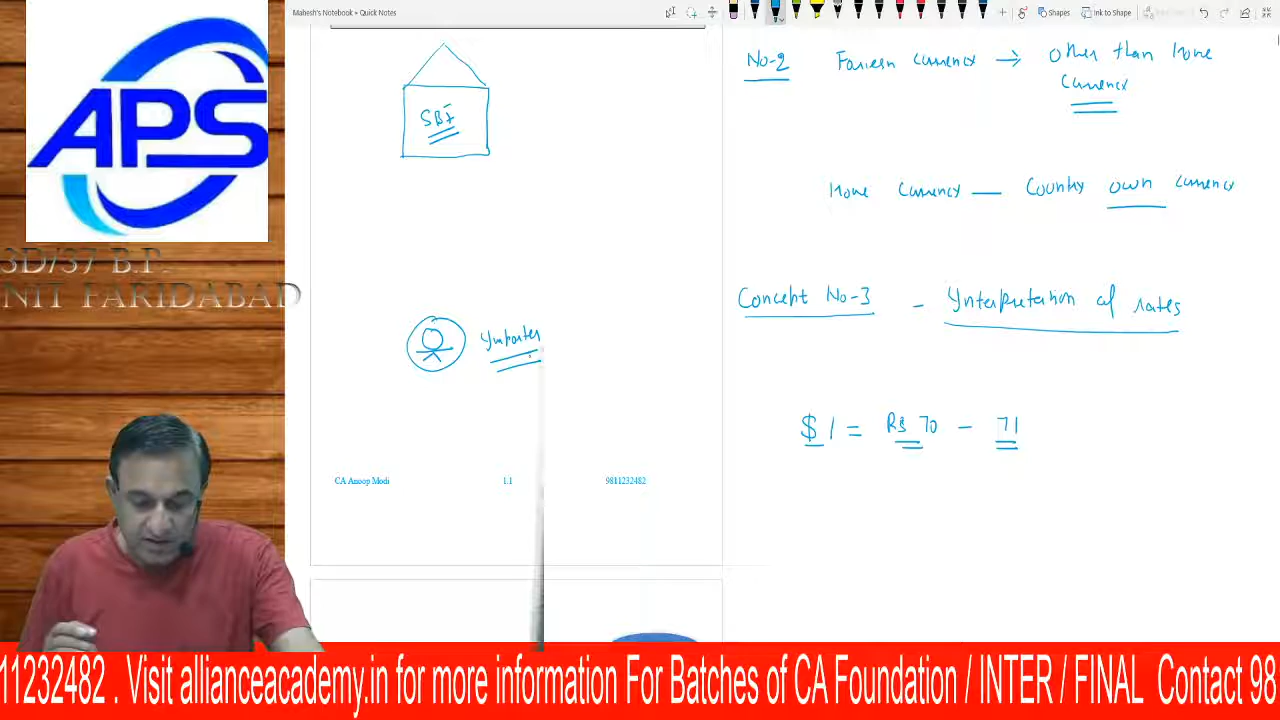 APS
3D/37 B.P.
NIT FARIDABAD
Mahesh's Notebook » Quick Notes
Shapes
Ink to Shape
SBI
Importer
CA Anoop Modi 1.1 9811232482
No-2 Foriesn currency → other than Home
Currency
Home Currency — Country own currency
Concept No-3 - Interpretation of rates
$ 1 = Rs 70 - 71
11232482 . Visit allianceacademy.in for more information For Batches of CA Foundation / INTER / FINAL Contact 98